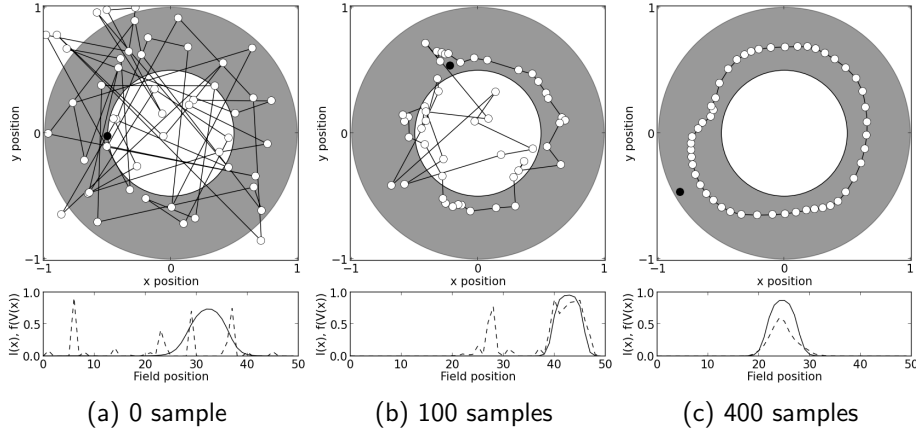 1
0
−1
−1 0 1
y position
x position
1.0
0.5
0.0
0 10 20 30 40 50
I(x), f(V(x))
Field position
(a) 0 sample
1
0
−1
−1 0 1
y position
x position
1.0
0.5
0.0
0 10 20 30 40 50
I(x), f(V(x))
Field position
(b) 100 samples
1
0
−1
−1 0 1
y position
x position
1.0
0.5
0.0
0 10 20 30 40 50
I(x), f(V(x))
Field position
(c) 400 samples